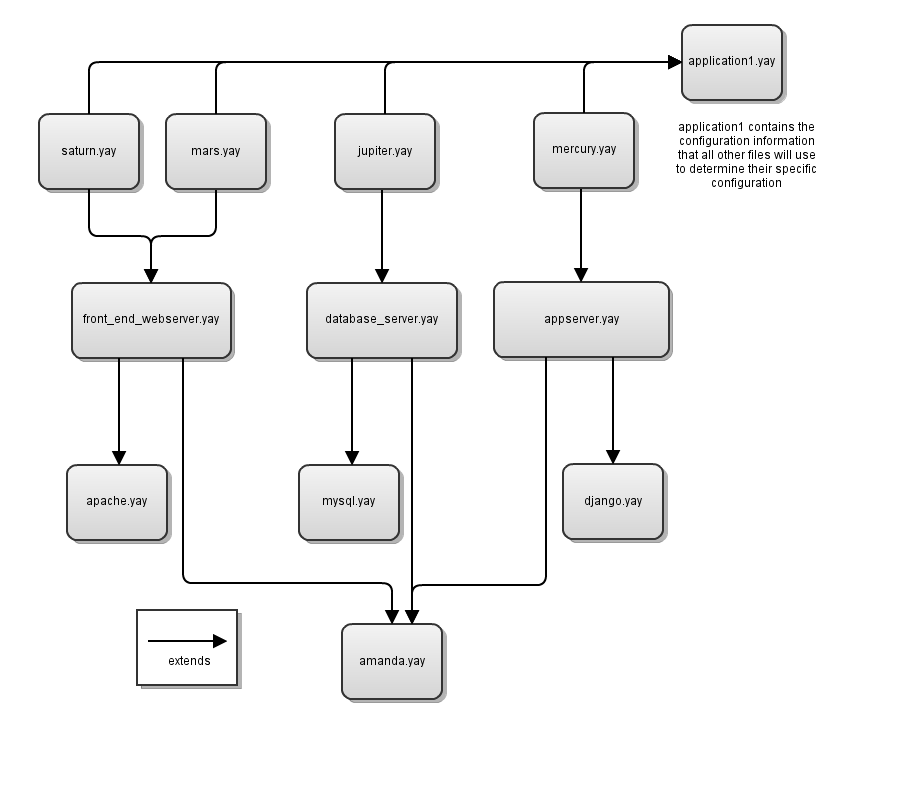 application1.yay
saturn.yay
mars.yay
jupiter.yay
mercury.yay
application1 contains the
configuration information
that all other files will use
to determine their specific
configuration
front_end_webserver.yay
database_server.yay
appserver.yay
apache.yay
mysql.yay
django.yay
extends
amanda.yay